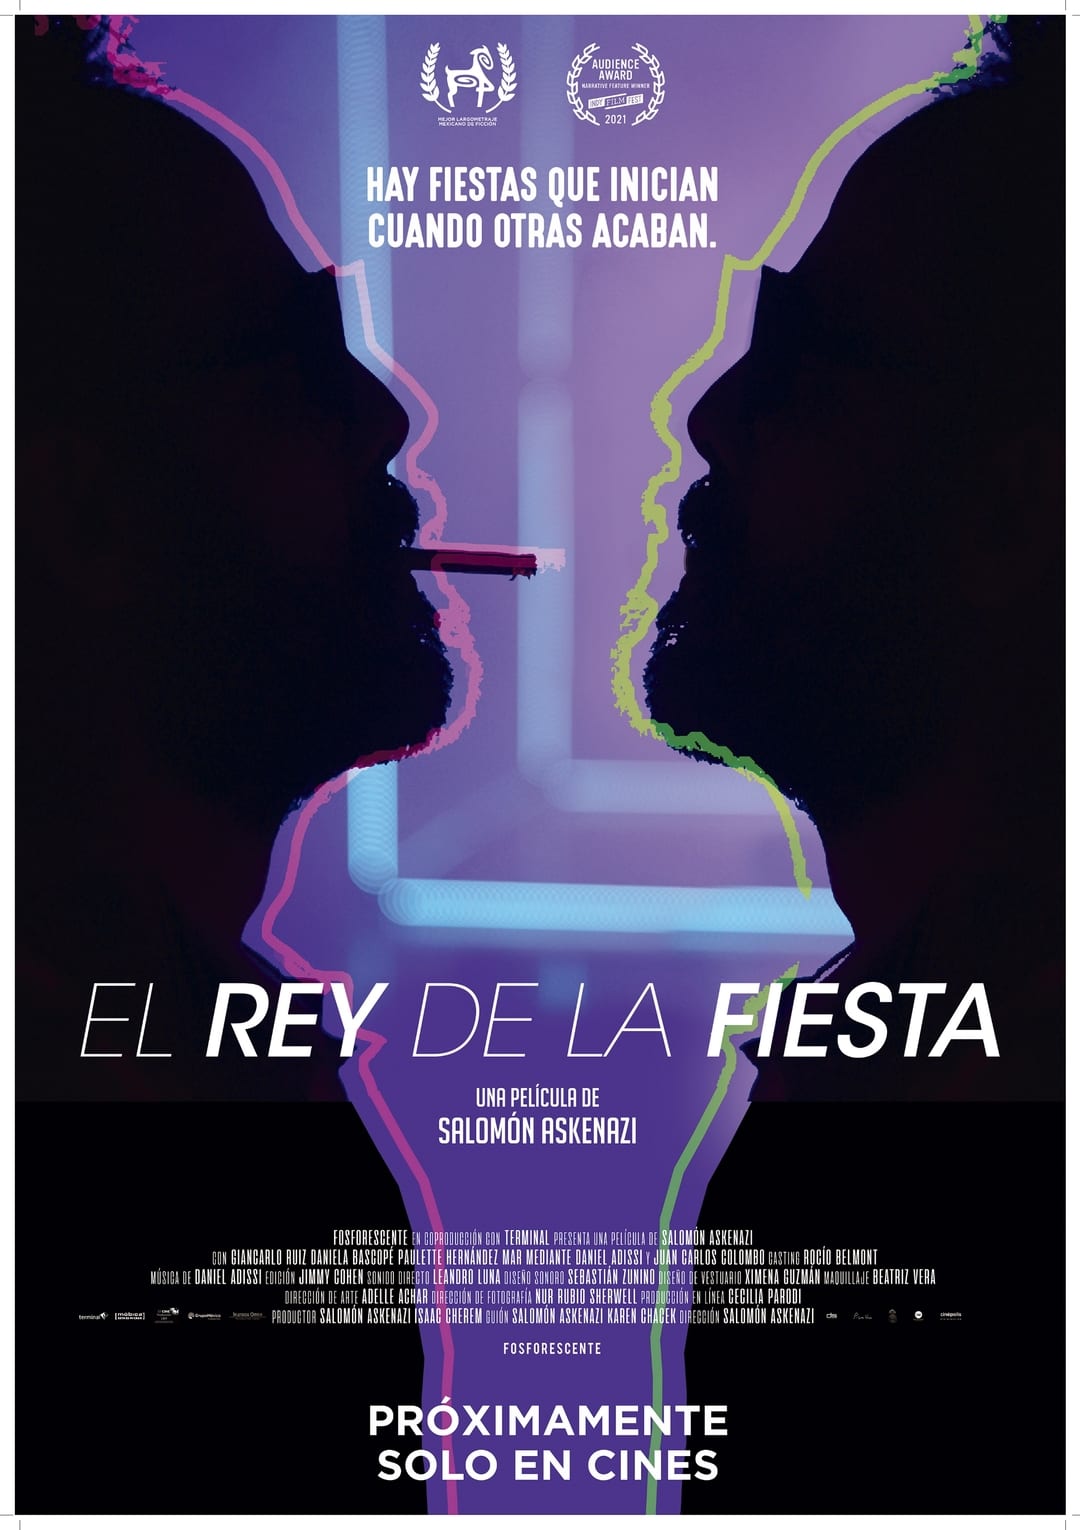 MEJOR LARGOMETRAJE
MEXICANO DE FICCIÓN
AUDIENCE
AWARD
NARRATIVE FEATURE WINNER
INDY FILM FEST
2021
HAY FIESTAS QUE INICIAN
CUANDO OTRAS ACABAN.
EL REY DE LA FIESTA
UNA PELÍCULA DE
SALOMÓN ASKENAZI
FOSFORESCENTE EN COPRODUCCIÓN CON TERMINAL PRESENTA UNA PELÍCULA DE SALOMÓN ASKENAZI
CON GIANCARLO RUIZ DANIELA BASCOPÉ PAULETTE HERNÁNDEZ MAR MEDIANTE DANIEL ADISSI Y JUAN CARLOS COLOMBO CASTING ROCÍO BELMONT
MÚSICA DE DANIEL ADISSI EDICIÓN JIMMY COHEN SONIDO DIRECTO LEANDRO LUNA DISEÑO SONORO SEBASTIÁN ZUNINO DISEÑO DE VESTUARIO XIMENA GUZMÁN MAQUILLAJE BEATRIZ VERA
DIRECCIÓN DE ARTE ADELLE ACHAR DIRECCIÓN DE FOTOGRAFÍA NUR RUBIO SHERWELL PRODUCCIÓN EN LÍNEA CECILIA PARODI
terminal PRODUCTOR SALOMÓN ASKENAZI ISAAC CHEREM GUIÓN SALOMÓN ASKENAZI KAREN CHACEK DIRECCIÓN SALOMÓN ASKENAZI cinépolis
FOSFORESCENTE
PRÓXIMAMENTE
SOLO EN CINES